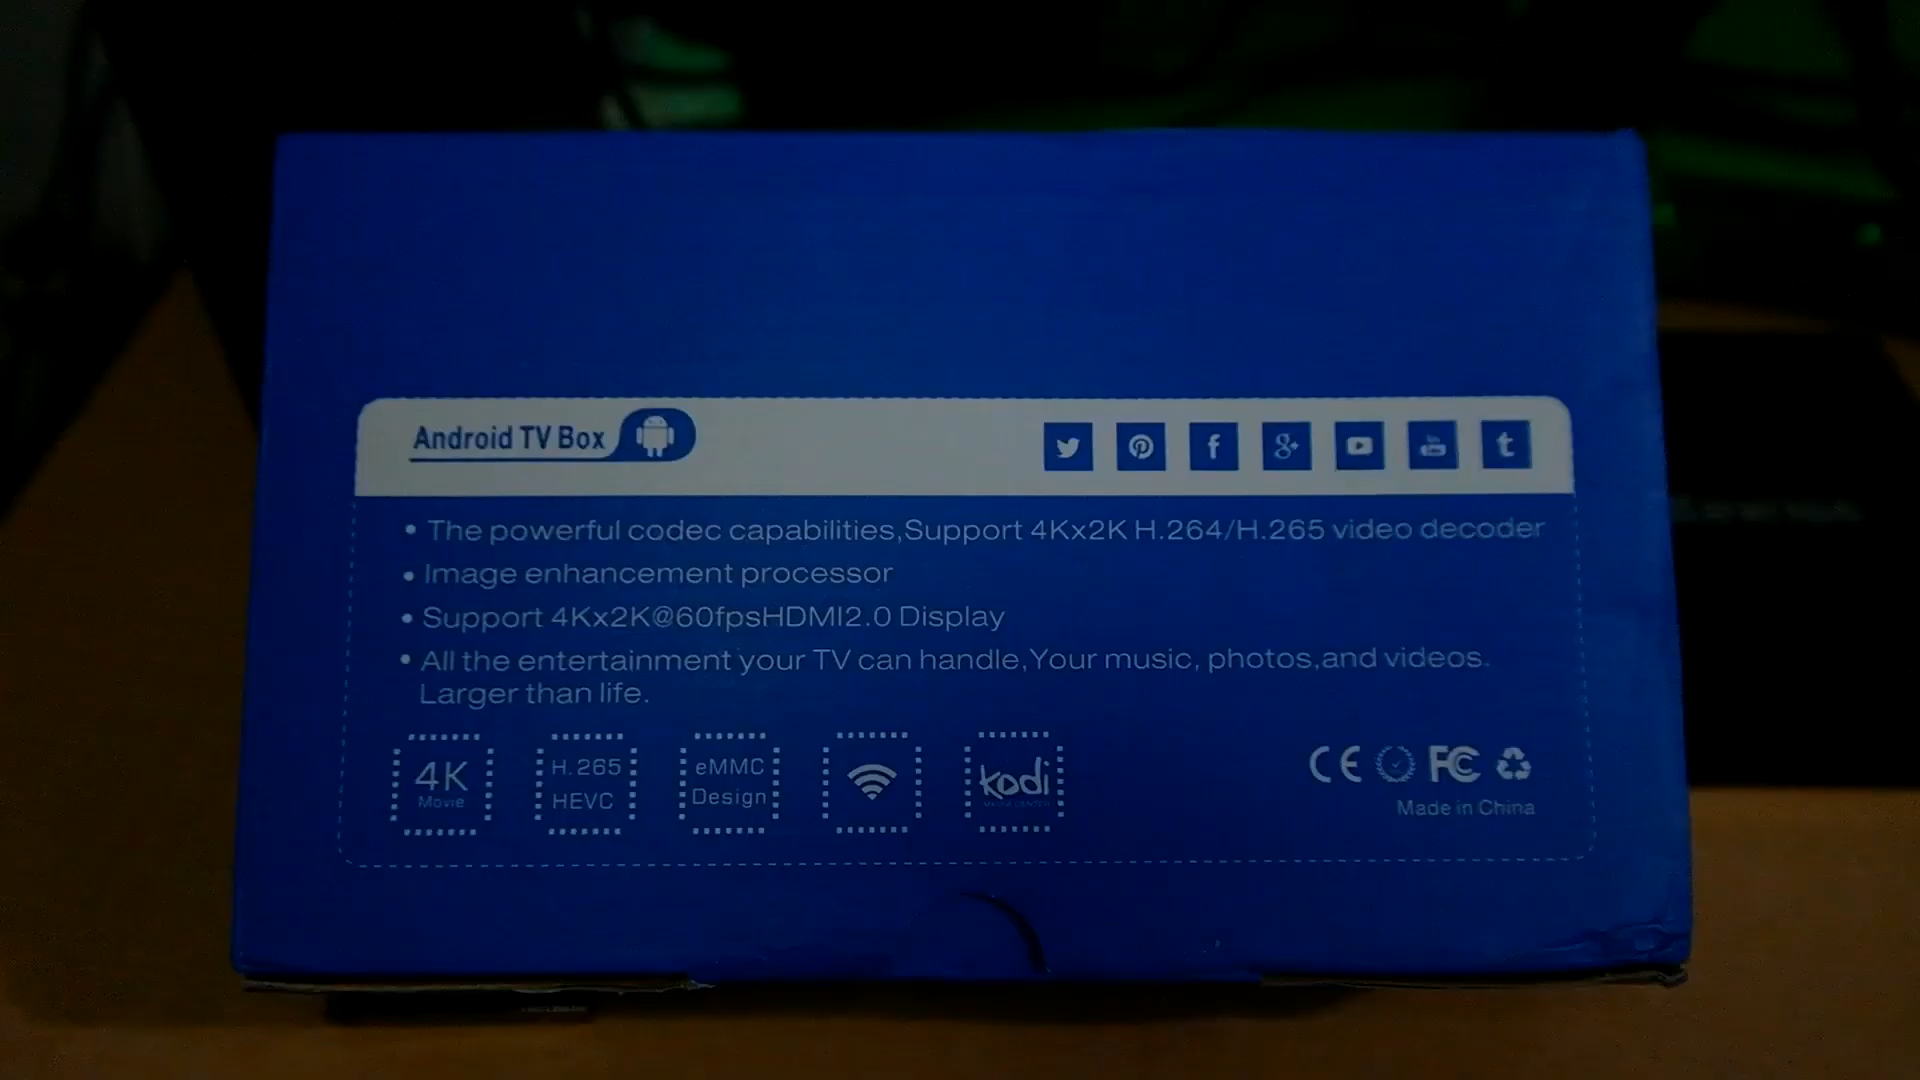 Android TV Box
• The powerful codec capabilities,Support 4Kx2K H.264/H.265 video decoder
• Image enhancement processor
• Support 4Kx2K@60fpsHDMI2.0 Display
• All the entertainment your TV can handle,Your music, photos,and videos.
Larger than life.
4K
Movie
H.265
HEVC
eMMC
Design
kodi
CE FC
Made in China